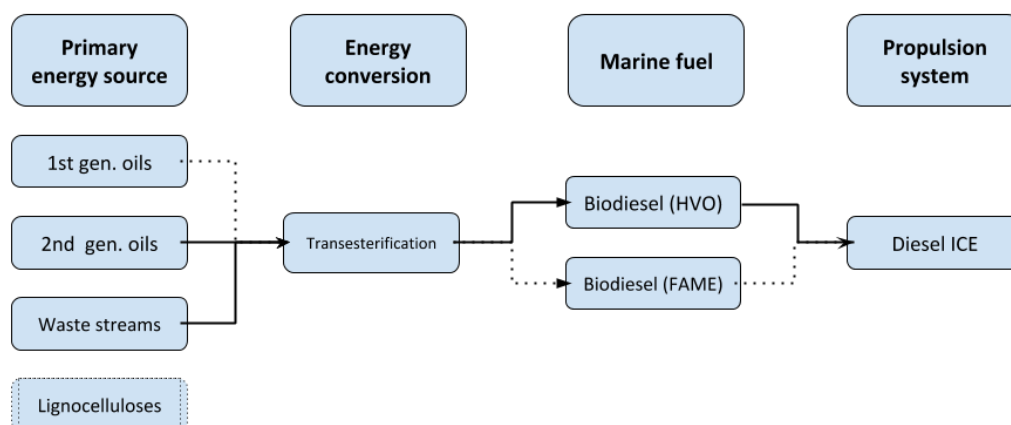 Primary
energy source
Energy
conversion
Marine fuel
Propulsion
system
1st gen. oils
2nd gen. oils
Waste streams
Lignocelluloses
Transesterification
Biodiesel (HVO)
Biodiesel (FAME)
Diesel ICE